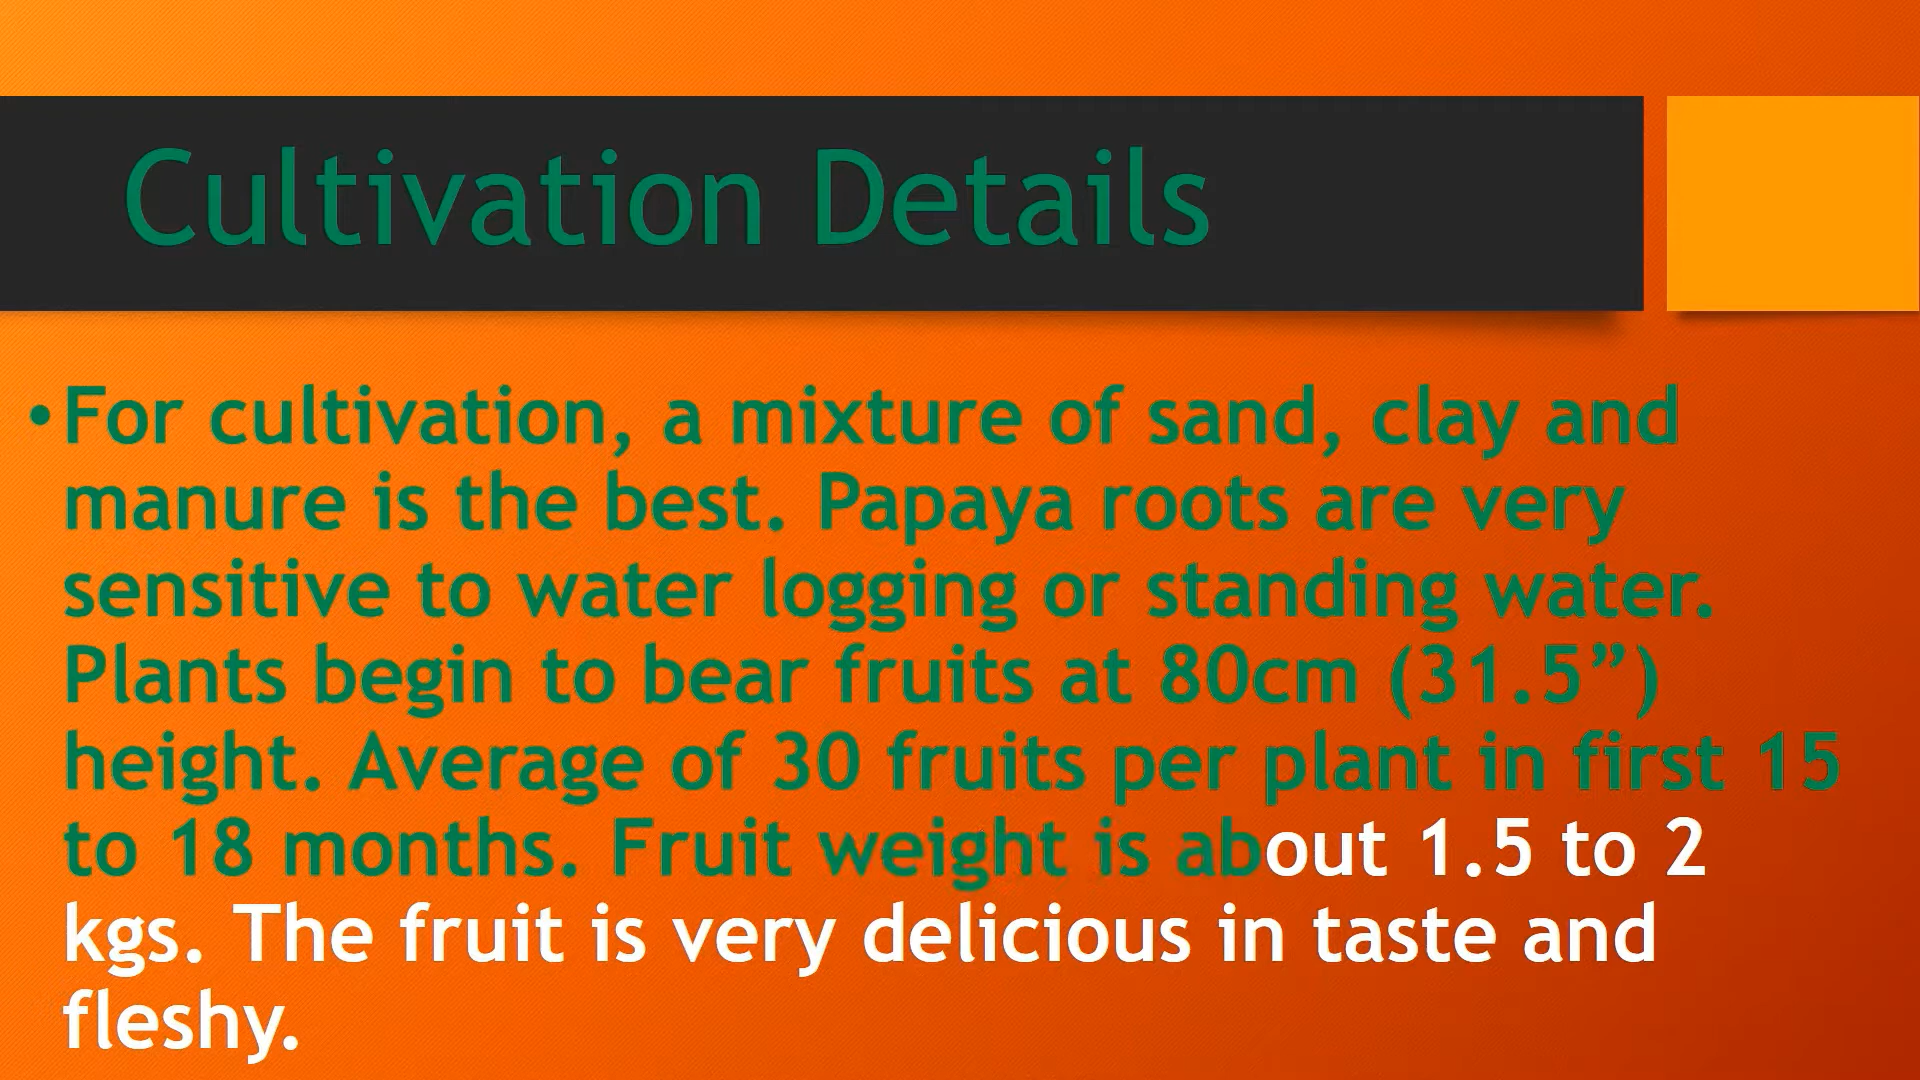 Cultivation Details
•For cultivation, a mixture of sand, clay and
manure is the best. Papaya roots are very
sensitive to water logging or standing water.
Plants begin to bear fruits at 80cm (31.5”)
height. Average of 30 fruits per plant in first 15
to 18 months. Fruit weight is about 1.5 to 2
kgs. The fruit is very delicious in taste and
fleshy.